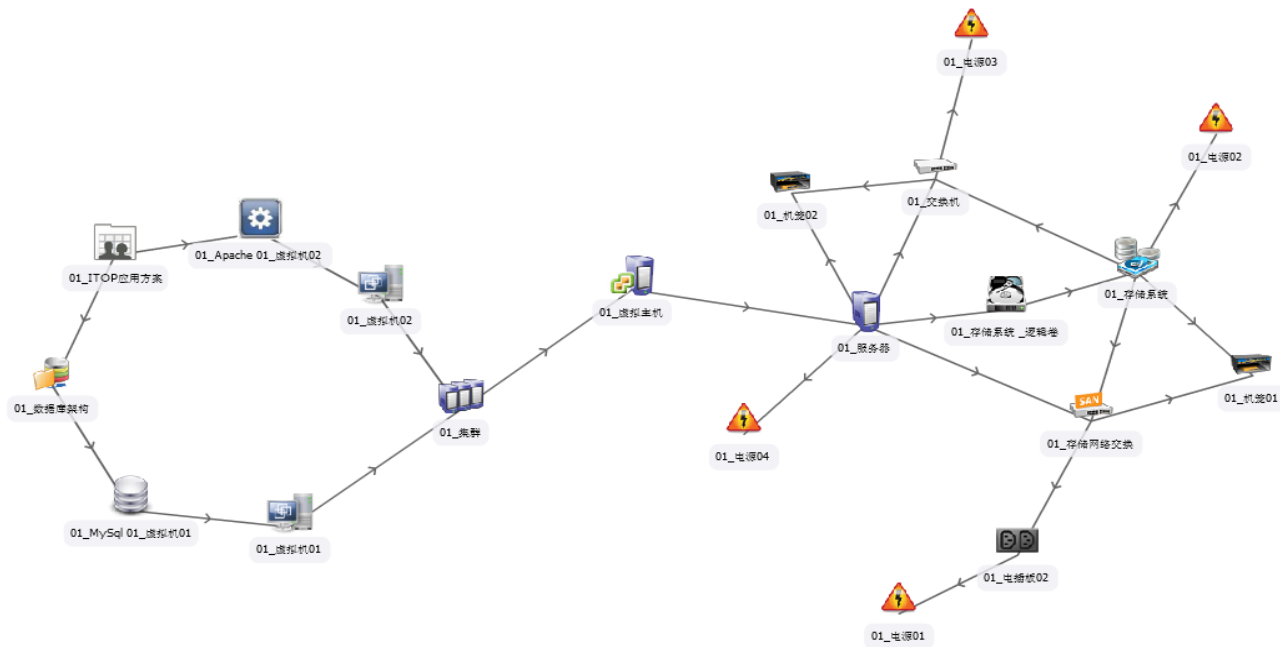 01_电源03
01_电源02
01_机笼02
01_交换机
01_Apache 01_虚拟机02
01_ITOP应用方案
01_存储系统
01_虚拟主机
01_虚拟机02
01_存储系统 _逻辑卷
01_服务器
01_机笼01
01_数据库架构
01_集群
SAN
01_存储网络交换
01_电源04
01_MySql 01_虚拟机01
01_虚拟机01
01_电插板02
01_电源01